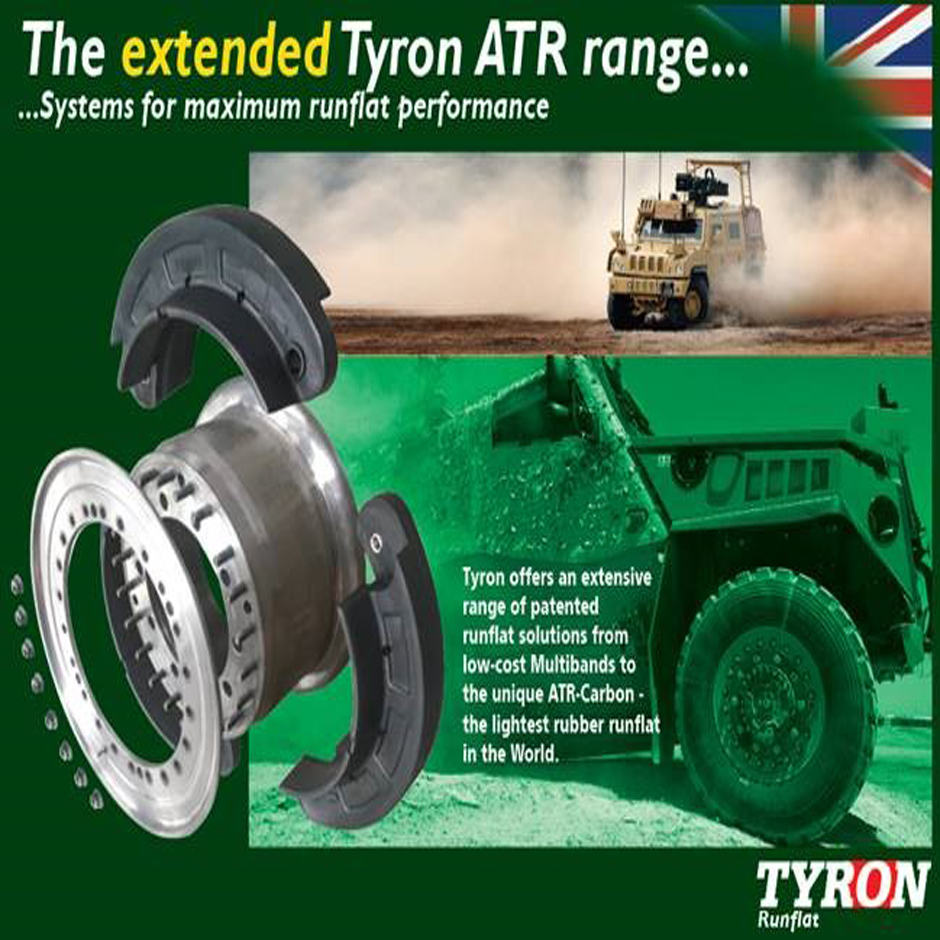 The extended Tyron ATR range...
...Systems for maximum runflat performance
Tyron offers an extensive
range of patented
runflat solutions from
low-cost Multibands to
the unique ATR-Carbon -
the lightest rubber runflat
in the World.
TYRON
Runflat